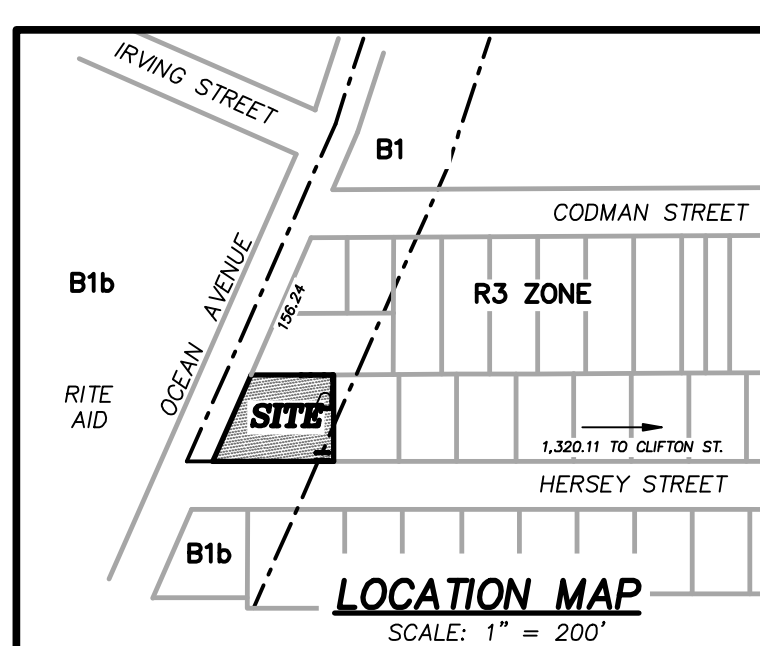 IRVING STREET
B1
CODMAN STREET
OCEAN AVENUE
B1b
156.24
R3 ZONE
RITE
AID
SITE
1,320.11 TO CLIFTON ST.
HERSEY STREET
B1b
LOCATION MAP
SCALE: 1" = 200'